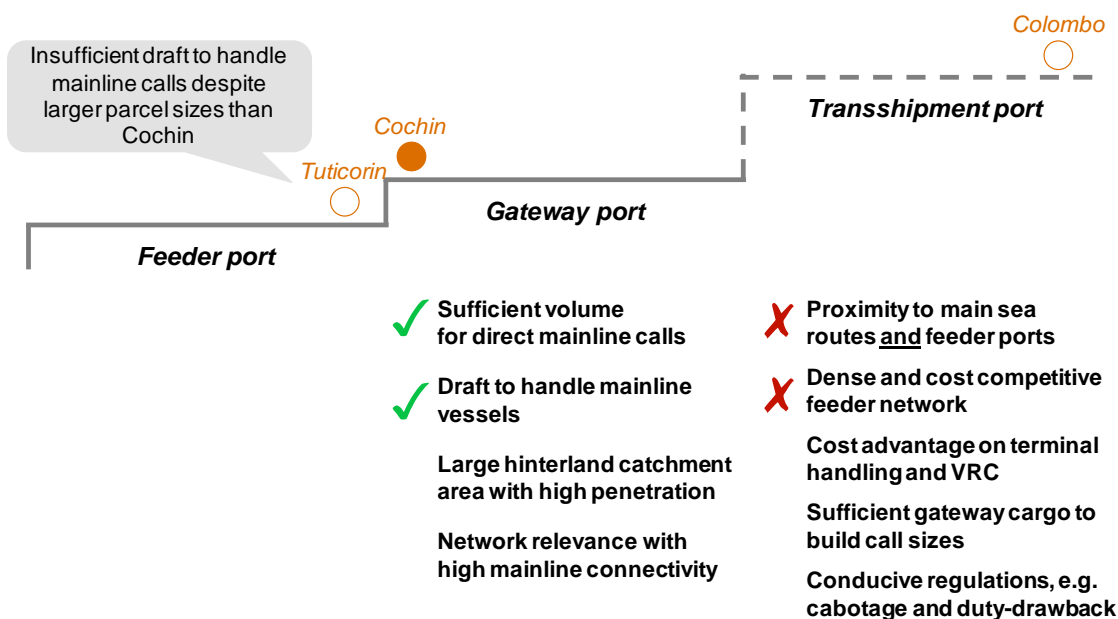 Colombo
Insufficient draft to handle
mainline calls despite
larger parcel sizes than
Cochin
Transshipment port
Cochin
Tuticorin
Gateway port
Feeder port
Sufficient volume
for direct mainline calls
Draft to handle mainline
vessels
Large hinterland catchment
area with high penetration
Network relevance with
high mainline connectivity
Proximity to main sea
routes and feeder ports
Dense and cost competitive
feeder network
Cost advantage on terminal
handling and VRC
Sufficient gateway cargo to
build call sizes
Conducive regulations, e.g.
cabotage and duty-drawback